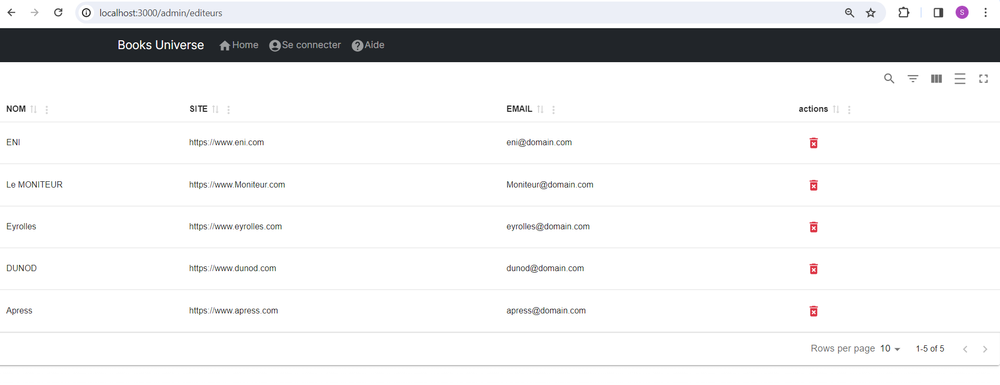 localhost:3000/admin/editeurs
S
Books Universe Home Se connecter Aide
NOM SITE EMAIL actions
ENI https://www.eni.com eni@domain.com
Le MONITEUR https://www.Moniteur.com Moniteur@domain.com
Eyrolles https://www.eyrolles.com eyrolles@domain.com
DUNOD https://www.dunod.com dunod@domain.com
Apress https://www.apress.com apress@domain.com
Rows per page 10 1-5 of 5